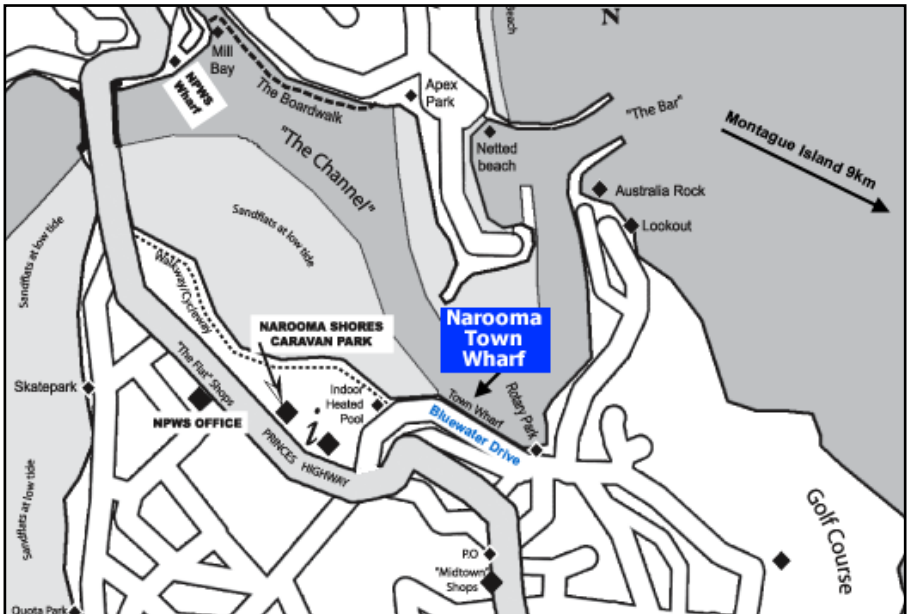 N
Beach
Mill
Bay
NPWS
Wharf
The Boardwalk
Apex
Park
"The Bar"
Montague Island 9km
"The Channel"
Netted
beach
Australia Rock
Lookout
Sandflats at low tide
Sandflats at low tide
Walkway/Cycleway
NAROOMA SHORES
CARAVAN PARK
Narooma
Town
Wharf
"The Flat" Shops
Skatepark
NPWS OFFICE
Indoor
Heated
Pool
i
Town Wharf
Rotary Park
Bluewater Drive
PRINCES HIGHWAY
Sandflats at low tide
Golf Course
P.O
"Midtown"
Shops
Quota Park